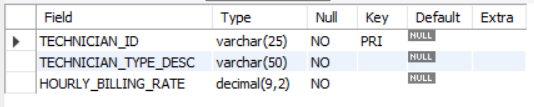 Field Type Null Key Default Extra
TECHNICIAN_ID varchar(25) NO PRI NULL
TECHNICIAN_TYPE_DESC varchar(50) NO NULL
HOURLY_BILLING_RATE decimal(9,2) NO NULL